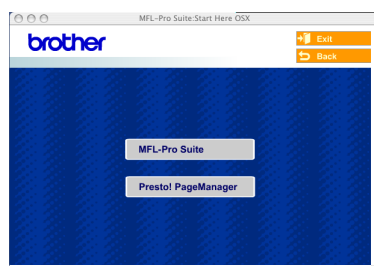 MFL-Pro Suite:Start Here OSX
brother
Exit
Back
MFL-Pro Suite
Presto! PageManager